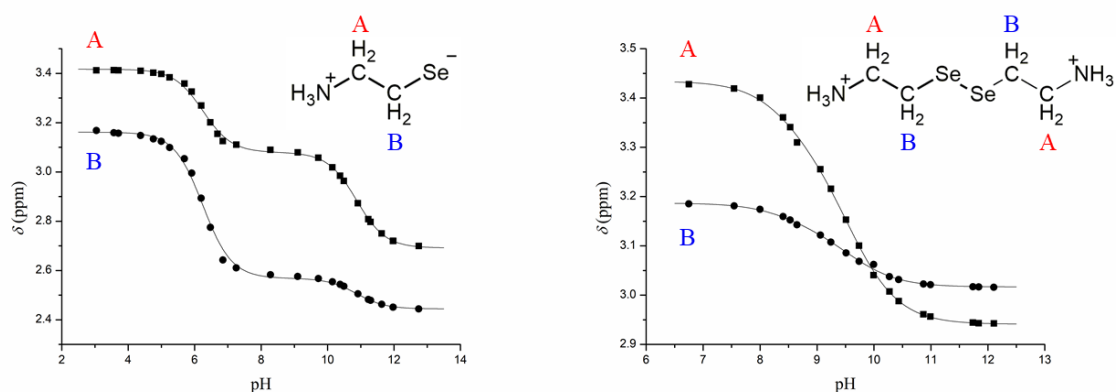 A
B
A
H₂
C
Se
−
+
H₃N
C
H₂
B
δ (ppm)
3.4
3.2
3.0
2.8
2.6
2.4
2 4 6 8 10 12 14
pH
A
B
A
B
H₂
C
H₂
C
+
NH₃
Se
Se
+
H₃N
C
H₂
C
H₂
B
A
δ (ppm)
3.5
3.4
3.2
3.2
3.1
3.0
2.9
6 7 8 9 10 11 12 13
pH